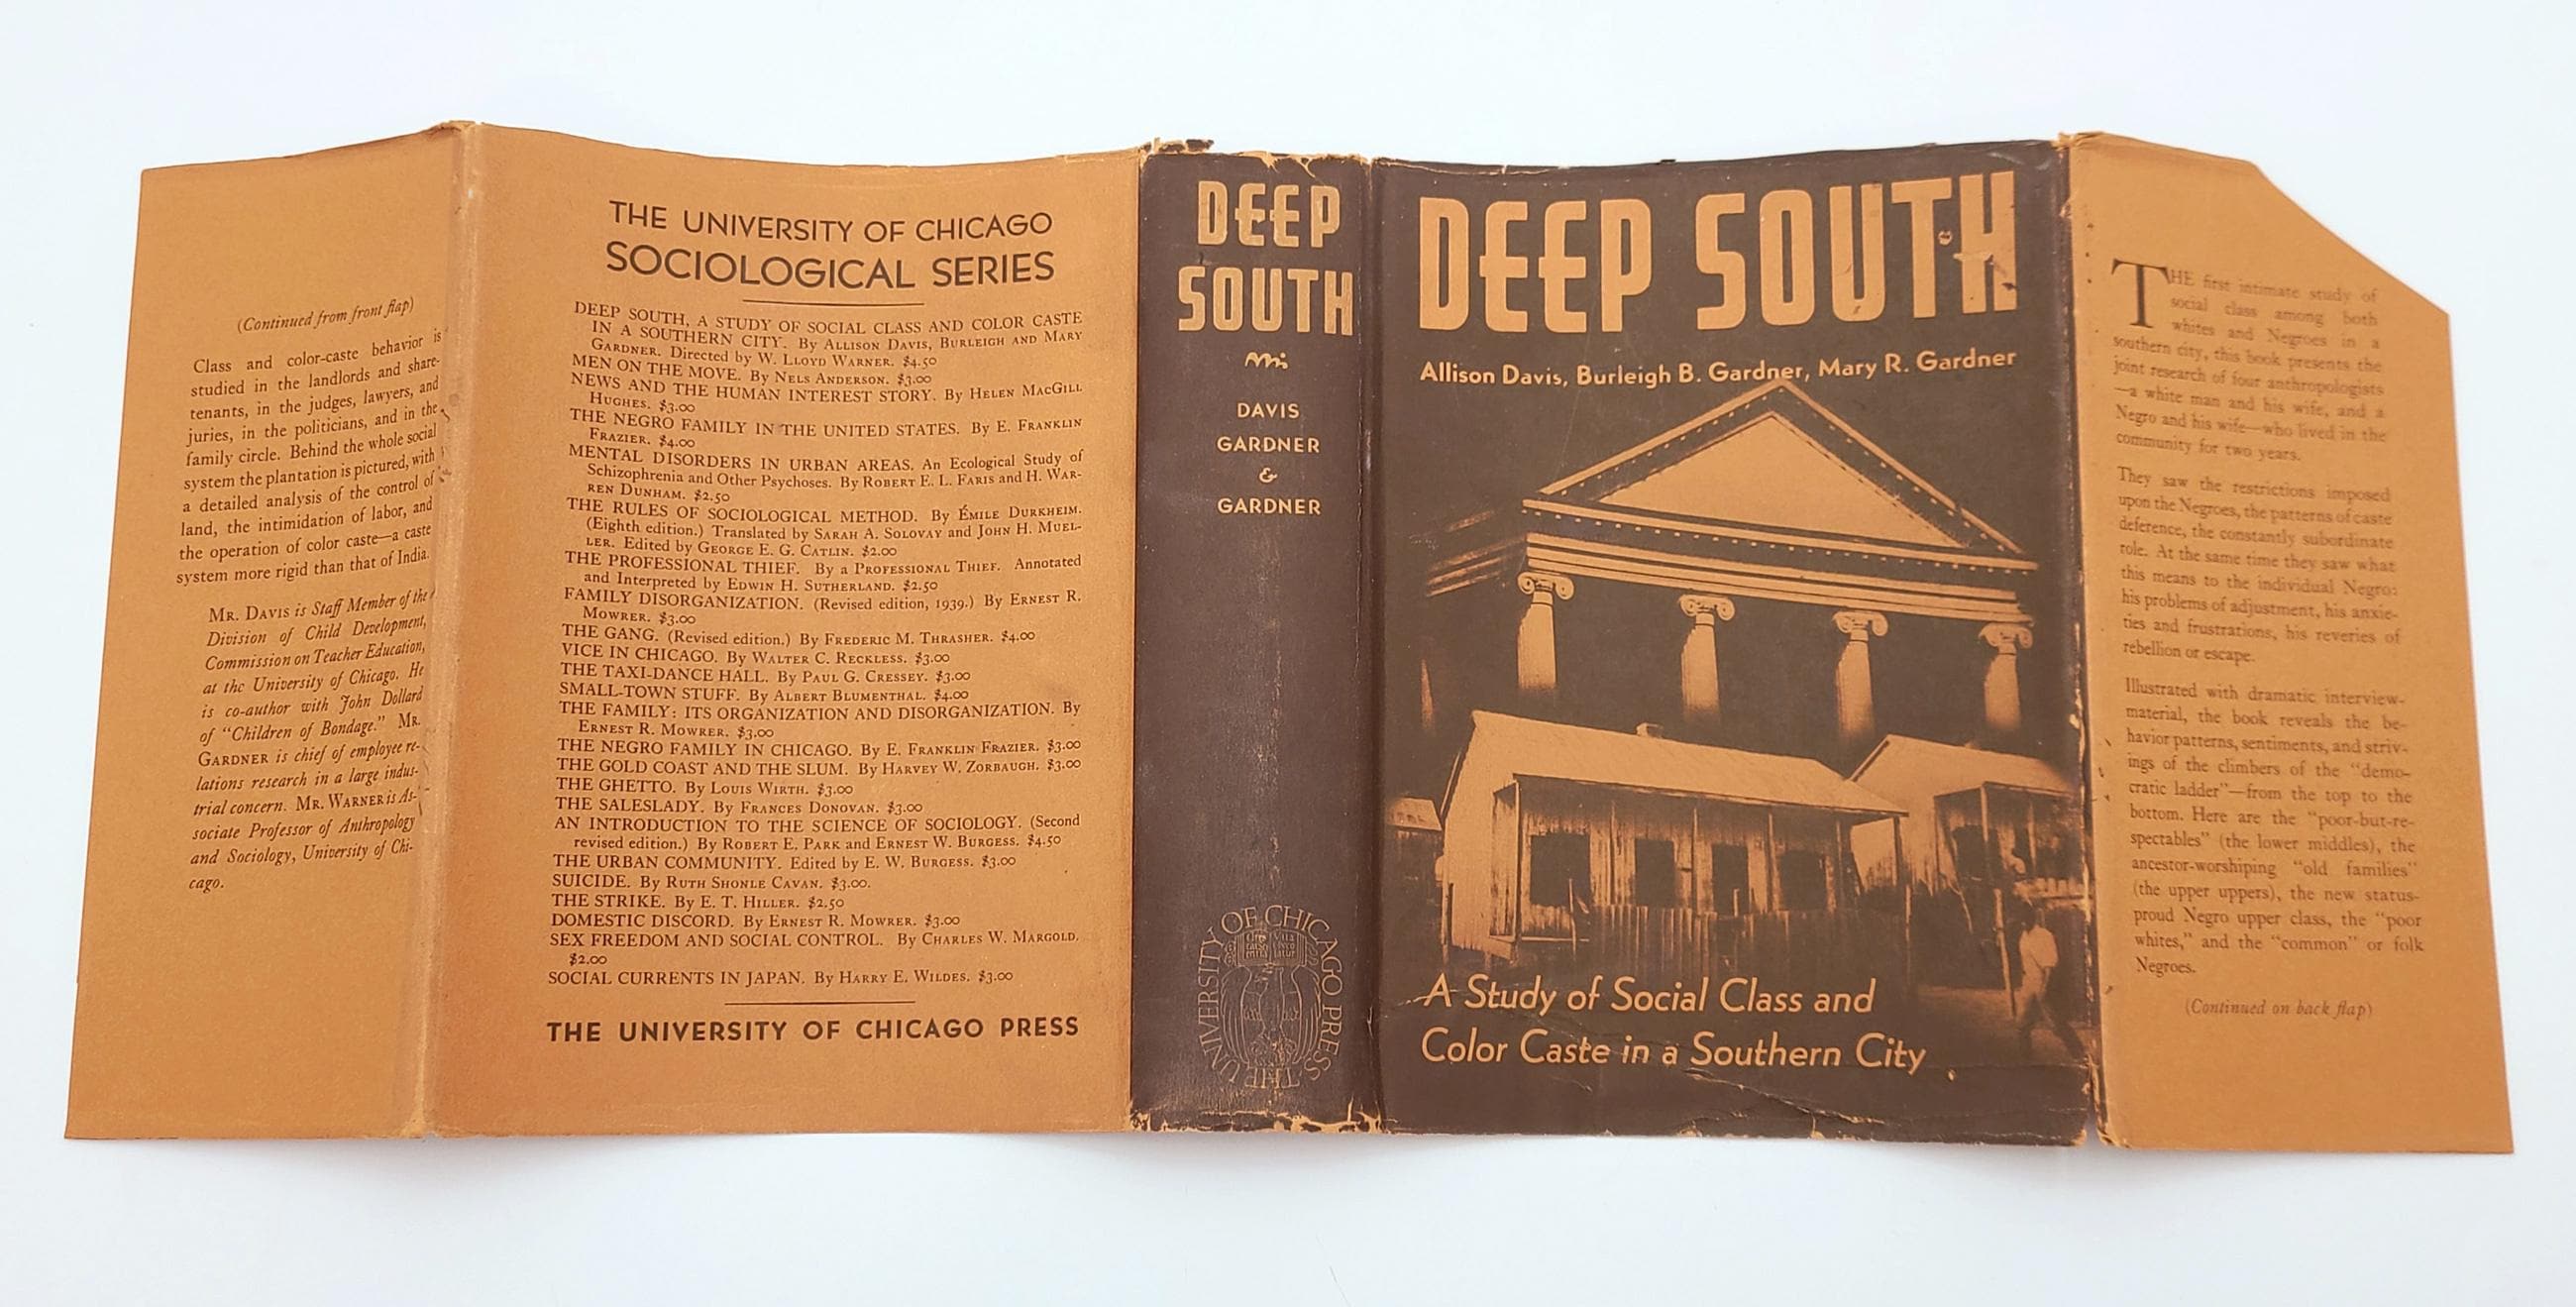 (Continued from front flap)
Class and color-caste behavior is
studied in the landlords and share-
tenants, in the judges, lawyers, and
juries, in the politicians, and in the
family circle. Behind the whole social
system the plantation is pictured, with
a detailed analysis of the control of
land, the intimidation of labor, and
the operation of color caste—a caste
system more rigid than that of India.
MR. DAVIS is Staff Member of the
Division of Child Development,
Commission on Teacher Education,
at the University of Chicago. He
is co-author with John Dollard
of "Children of Bondage." MR.
GARDNER is chief of employee re-
lations research in a large indus-
trial concern. MR. WARNER is As-
sociate Professor of Anthropology
and Sociology, University of Chi-
cago.
THE UNIVERSITY OF CHICAGO
SOCIOLOGICAL SERIES
DEEP SOUTH, A STUDY OF SOCIAL CLASS AND COLOR CASTE
IN A SOUTHERN CITY. By ALLISON DAVIS, BURLEIGH AND MARY
GARDNER. Directed by W. LLOYD WARNER. $4.50
MEN ON THE MOVE. By NELS ANDERSON. $3.00
NEWS AND THE HUMAN INTEREST STORY. By HELEN MACGILL
HUGHES. $3.00
THE NEGRO FAMILY IN THE UNITED STATES. By E. FRANKLIN
FRAZIER. $4.00
MENTAL DISORDERS IN URBAN AREAS. An Ecological Study of
Schizophrenia and Other Psychoses. By ROBERT E. L. FARIS and H. WAR-
REN DUNHAM. $2.50
THE RULES OF SOCIOLOGICAL METHOD. By ÉMILE DURKHEIM.
(Eighth edition.) Translated by SARAH A. SOLOVAY and JOHN H. MUEL-
LER. Edited by GEORGE E. G. CATLIN. $2.00
THE PROFESSIONAL THIEF. By a PROFESSIONAL THIEF. Annotated
and Interpreted by EDWIN H. SUTHERLAND. $2.50
FAMILY DISORGANIZATION. (Revised edition, 1939.) By ERNEST R.
MOWRER. $3.00
THE GANG. (Revised edition.) By FREDERIC M. THRASHER. $4.00
VICE IN CHICAGO. By WALTER C. RECKLESS. $3.00
THE TAXI-DANCE HALL. By PAUL G. CRESSEY. $3.00
SMALL-TOWN STUFF. By ALBERT BLUMENTHAL. $4.00
THE FAMILY: ITS ORGANIZATION AND DISORGANIZATION. By
ERNEST R. MOWRER. $3.00
THE NEGRO FAMILY IN CHICAGO. By E. FRANKLIN FRAZIER. $3.00
THE GOLD COAST AND THE SLUM. By HARVEY W. ZORBAUGH. $3.00
THE GHETTO. By LOUIS WIRTH. $3.00
THE SALESLADY. By FRANCES DONOVAN. $3.00
AN INTRODUCTION TO THE SCIENCE OF SOCIOLOGY. (Second
revised edition.) By ROBERT E. PARK and ERNEST W. BURGESS. $4.50
THE URBAN COMMUNITY. Edited by E. W. BURGESS. $3.00
SUICIDE. By RUTH SHONLE CAVAN. $3.00.
THE STRIKE. By E. T. HILLER. $2.50
DOMESTIC DISCORD. By ERNEST R. MOWRER. $3.00
SEX FREEDOM AND SOCIAL CONTROL. By CHARLES W. MARGOLD.
$2.00
SOCIAL CURRENTS IN JAPAN. By HARRY E. WILDES. $3.00
THE UNIVERSITY OF CHICAGO PRESS
DEEP
SOUTH
DAVIS
GARDNER
&
GARDNER
THE UNIVERSITY OF CHICAGO PRESS
DEEP SOUTH
Allison Davis, Burleigh B. Gardner, Mary R. Gardner
A Study of Social Class and
Color Caste in a Southern City
THE first intimate study of
social class among both
whites and Negroes in a
southern city, this book presents the
joint research of four anthropologists
—a white man and his wife, and a
Negro and his wife—who lived in the
community for two years.
They saw the restrictions imposed
upon the Negroes, the patterns of caste
deference, the constantly subordinate
role. At the same time they saw what
this means to the individual Negro:
his problems of adjustment, his anxie-
ties and frustrations, his reveries of
rebellion or escape.
Illustrated with dramatic interview-
material, the book reveals the be-
havior patterns, sentiments, and striv-
ings of the climbers of the "demo-
cratic ladder"—from the top to the
bottom. Here are the "poor-but-re-
spectables" (the lower middles), the
ancestor-worshiping "old families"
(the upper uppers), the new status-
proud Negro upper class, the "poor
whites," and the "common" or folk
Negroes.
(Continued on back flap)